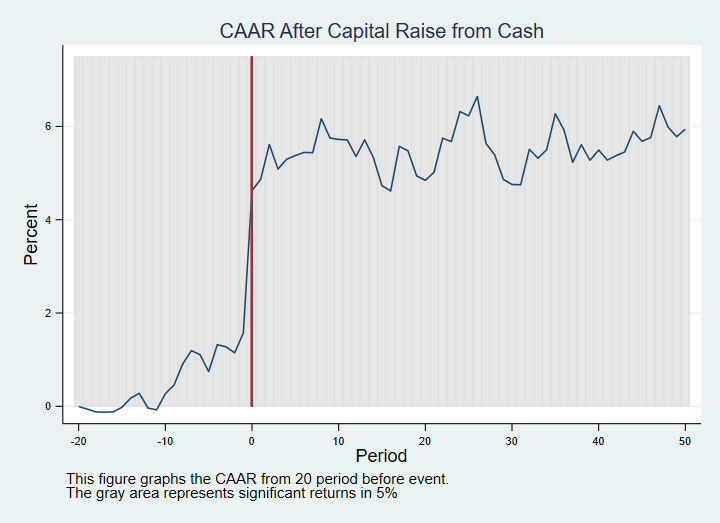 CAAR After Capital Raise from Cash
Percent
6
4
2
0
-20 -10 0 10 20 30 40 50
Period
This figure graphs the CAAR from 20 period before event.
The gray area represents significant returns in 5%